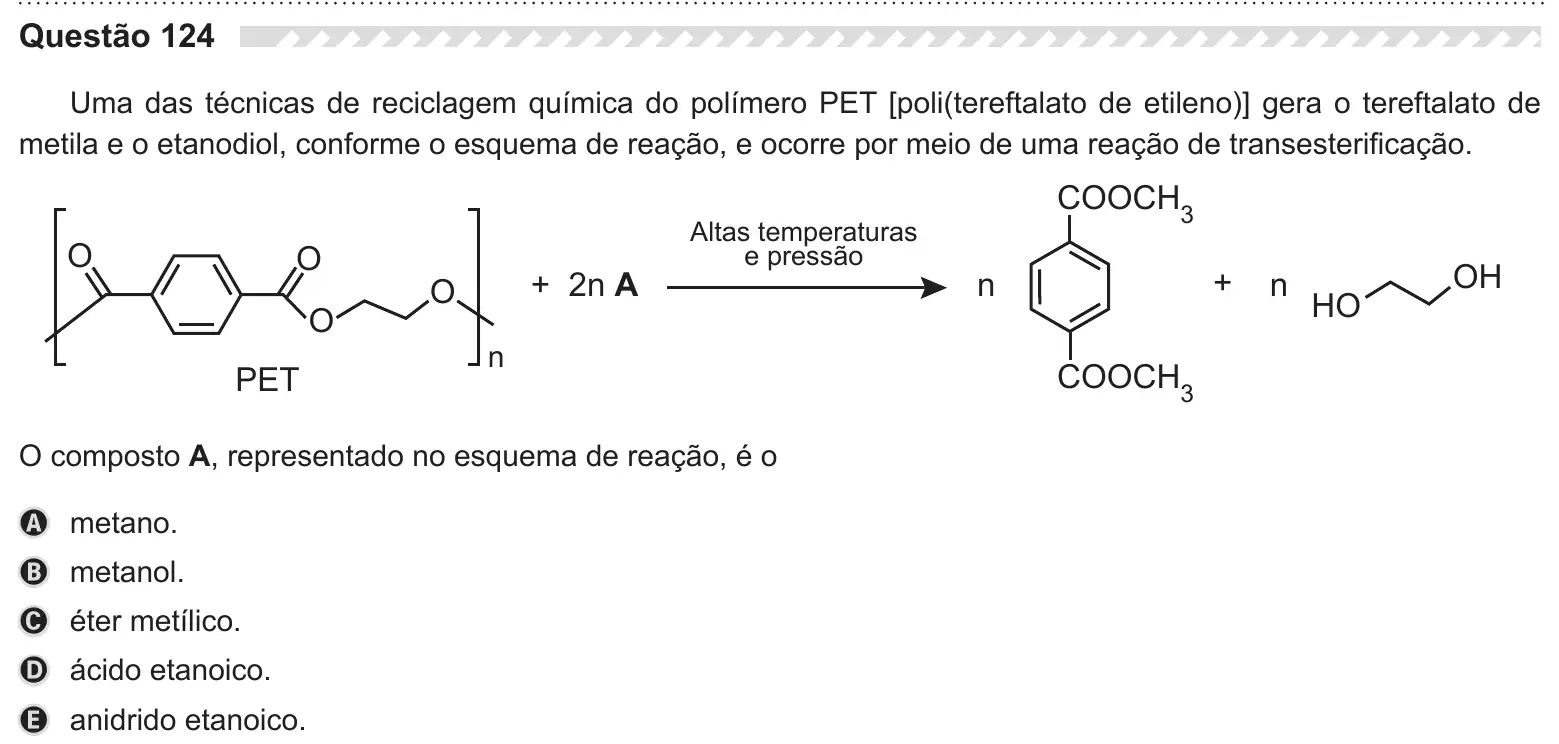 Questão 124
Uma das técnicas de reciclagem química do polímero PET [poli(tereftalato de etileno)] gera o tereftalato de
metila e o etanodiol, conforme o esquema de reação, e ocorre por meio de uma reação de transesterificação.
O
O
O
O
n
PET
+ 2n A
Altas temperaturas
e pressão
n
COOCH3
COOCH3
+ n
HO
OH
O composto A, representado no esquema de reação, é o
A metano.
B metanol.
C éter metílico.
D ácido etanoico.
E anidrido etanoico.